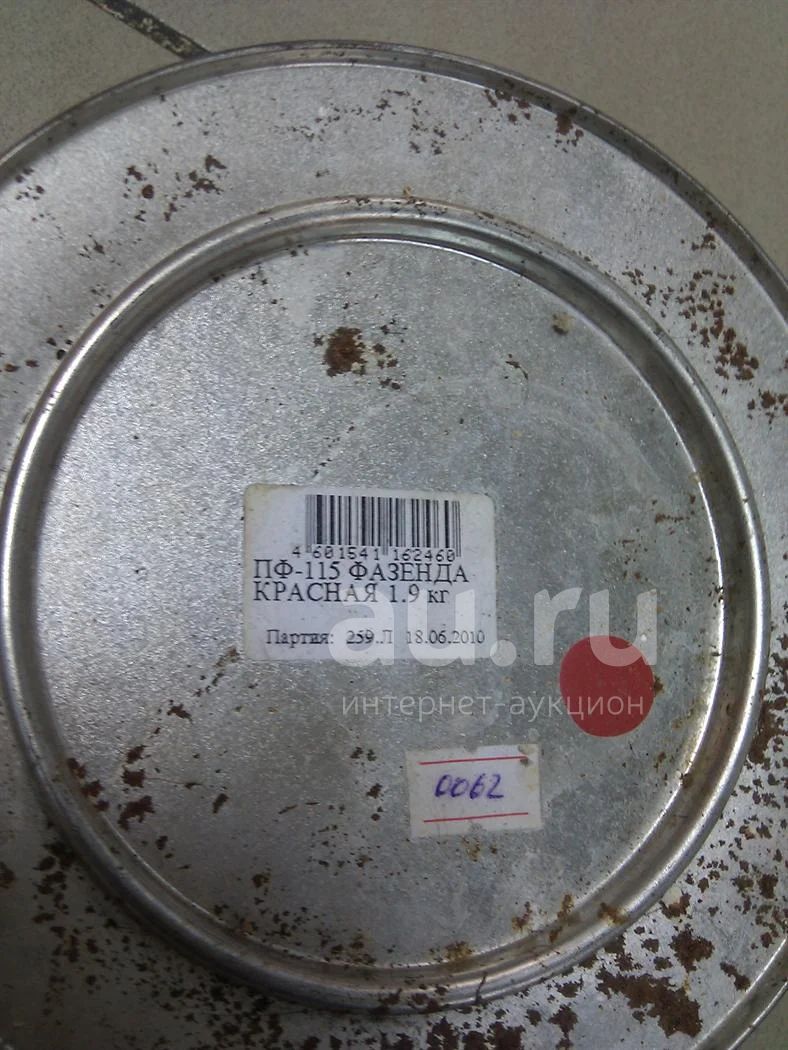 4 601541 162460
ПФ-115 ФАЗЕНДА
КРАСНАЯ 1.9 кг
Партия: 259.Л 18.06.2010
au.ru
интернет-аукцион
0062